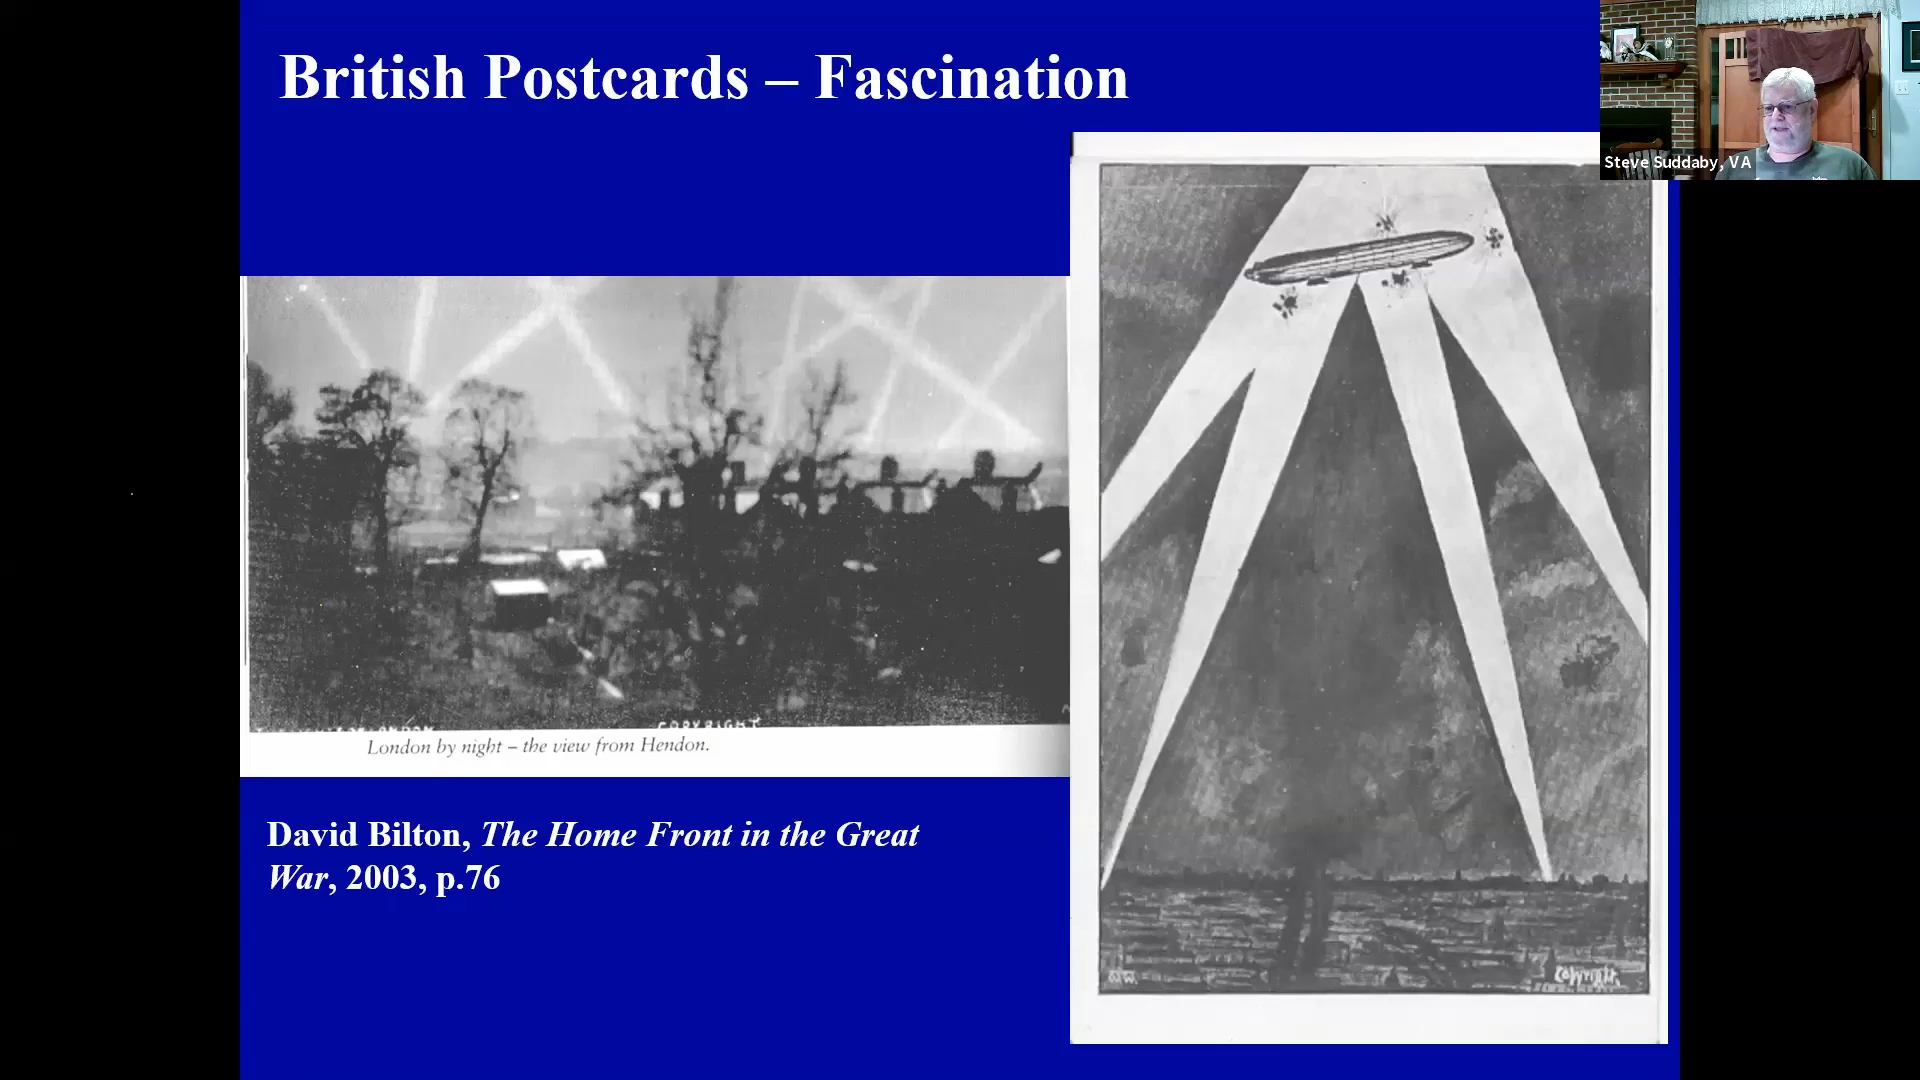 British Postcards – Fascination
Steve Suddaby, VA
COPYRIGHT
London by night – the view from Hendon.
David Bilton, The Home Front in the Great
War, 2003, p.76
Copyright.